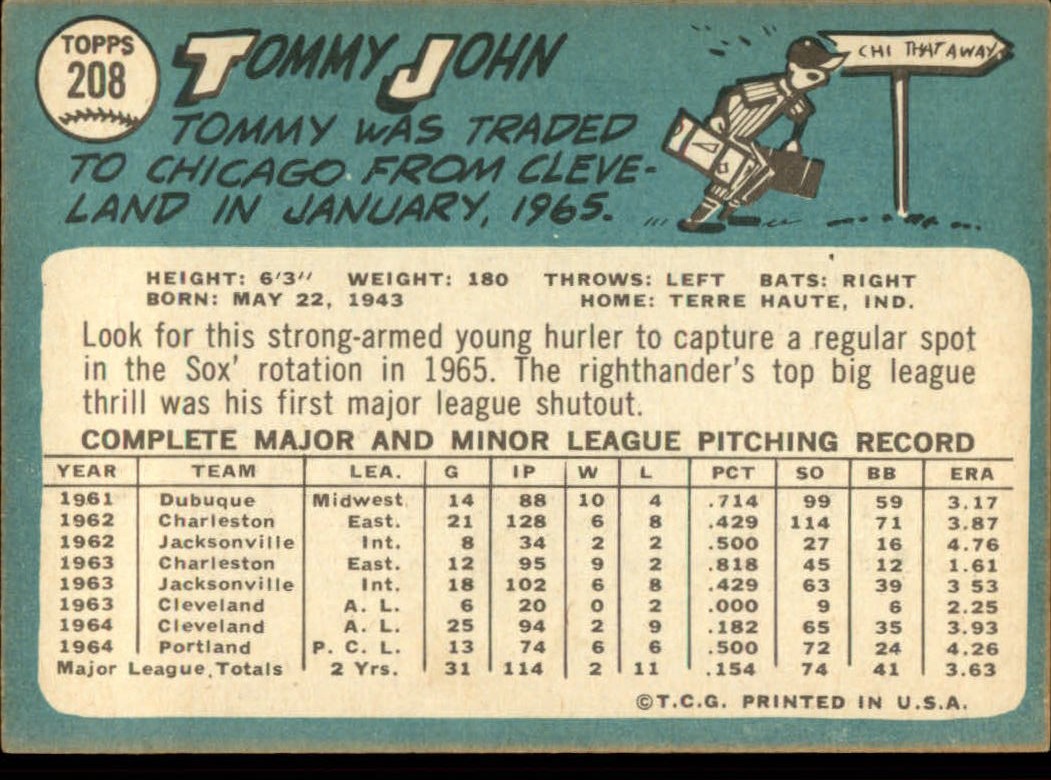 TOPPS
208
TOMMY JOHN
TOMMY WAS TRADED
TO CHICAGO FROM CLEVE-
LAND IN JANUARY, 1965.
CHI THAT AWAY
HEIGHT: 6'3" WEIGHT: 180 THROWS: LEFT BATS: RIGHT
BORN: MAY 22, 1943 HOME: TERRE HAUTE, IND.
Look for this strong-armed young hurler to capture a regular spot
in the Sox' rotation in 1965. The righthander's top big league
thrill was his first major league shutout.
COMPLETE MAJOR AND MINOR LEAGUE PITCHING RECORD
YEAR TEAM LEA. G IP W L PCT SO BB ERA
1961 Dubuque Midwest 14 88 10 4 .714 99 59 3.17
1962 Charleston East. 21 128 6 8 .429 114 71 3.87
1962 Jacksonville Int. 8 34 2 2 .500 27 16 4.76
1963 Charleston East. 12 95 9 2 .818 45 12 1.61
1963 Jacksonville Int. 18 102 6 8 .429 63 39 3 53
1963 Cleveland A. L. 6 20 0 2 .000 9 6 2.25
1964 Cleveland A. L. 25 94 2 9 .182 65 35 3.93
1964 Portland P. C. L. 13 74 6 6 .500 72 24 4.26
Major League Totals 2 Yrs. 31 114 2 11 .154 74 41 3.63
©T.C.G. PRINTED IN U.S.A.